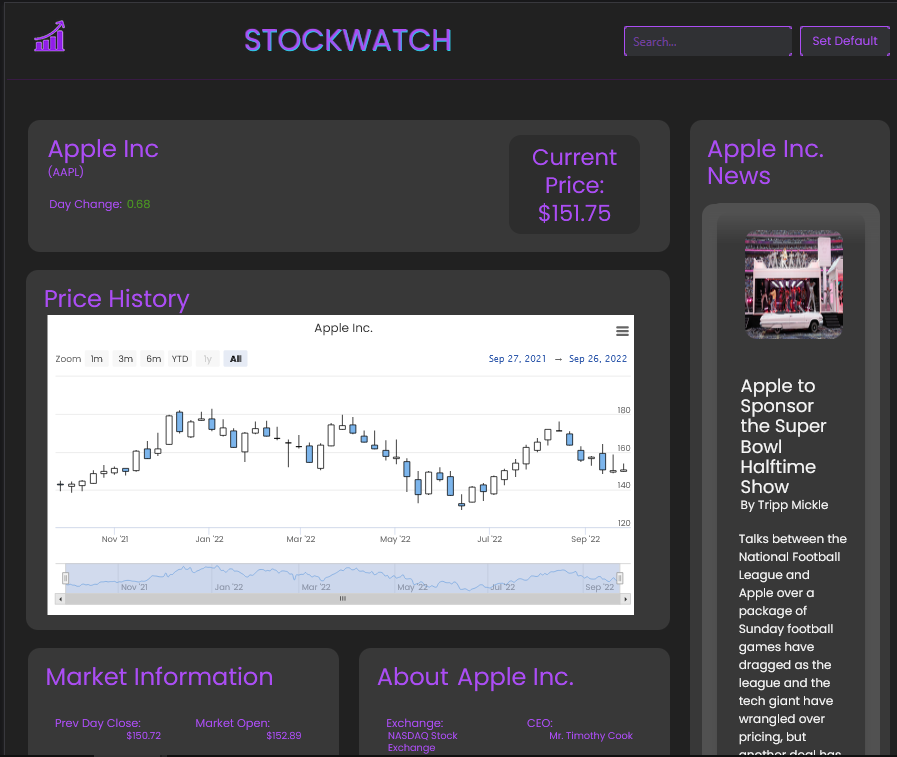 STOCKWATCH
Search...
Set Default
Apple Inc
(AAPL)
Day Change: 0.68
Current
Price:
$151.75
Price History
Apple Inc.
Zoom 1m 3m 6m YTD 1y All
Sep 27, 2021 → Sep 26, 2022
180
160
140
120
Nov '21 Jan '22 Mar '22 May '22 Jul '22 Sep '22
Nov '21 Jan '22 Mar '22 May '22 Jul '22 Sep '22
Market Information
Prev Day Close:
$150.72
Market Open:
$152.89
About Apple Inc.
Exchange:
NASDAQ Stock
Exchange
CEO:
Mr. Timothy Cook
Apple Inc.
News
Apple to
Sponsor
the Super
Bowl
Halftime
Show
By Tripp Mickle
Talks between the
National Football
League and
Apple over a
package of
Sunday football
games have
dragged as the
league and the
tech giant have
wrangled over
pricing, but
another deal has